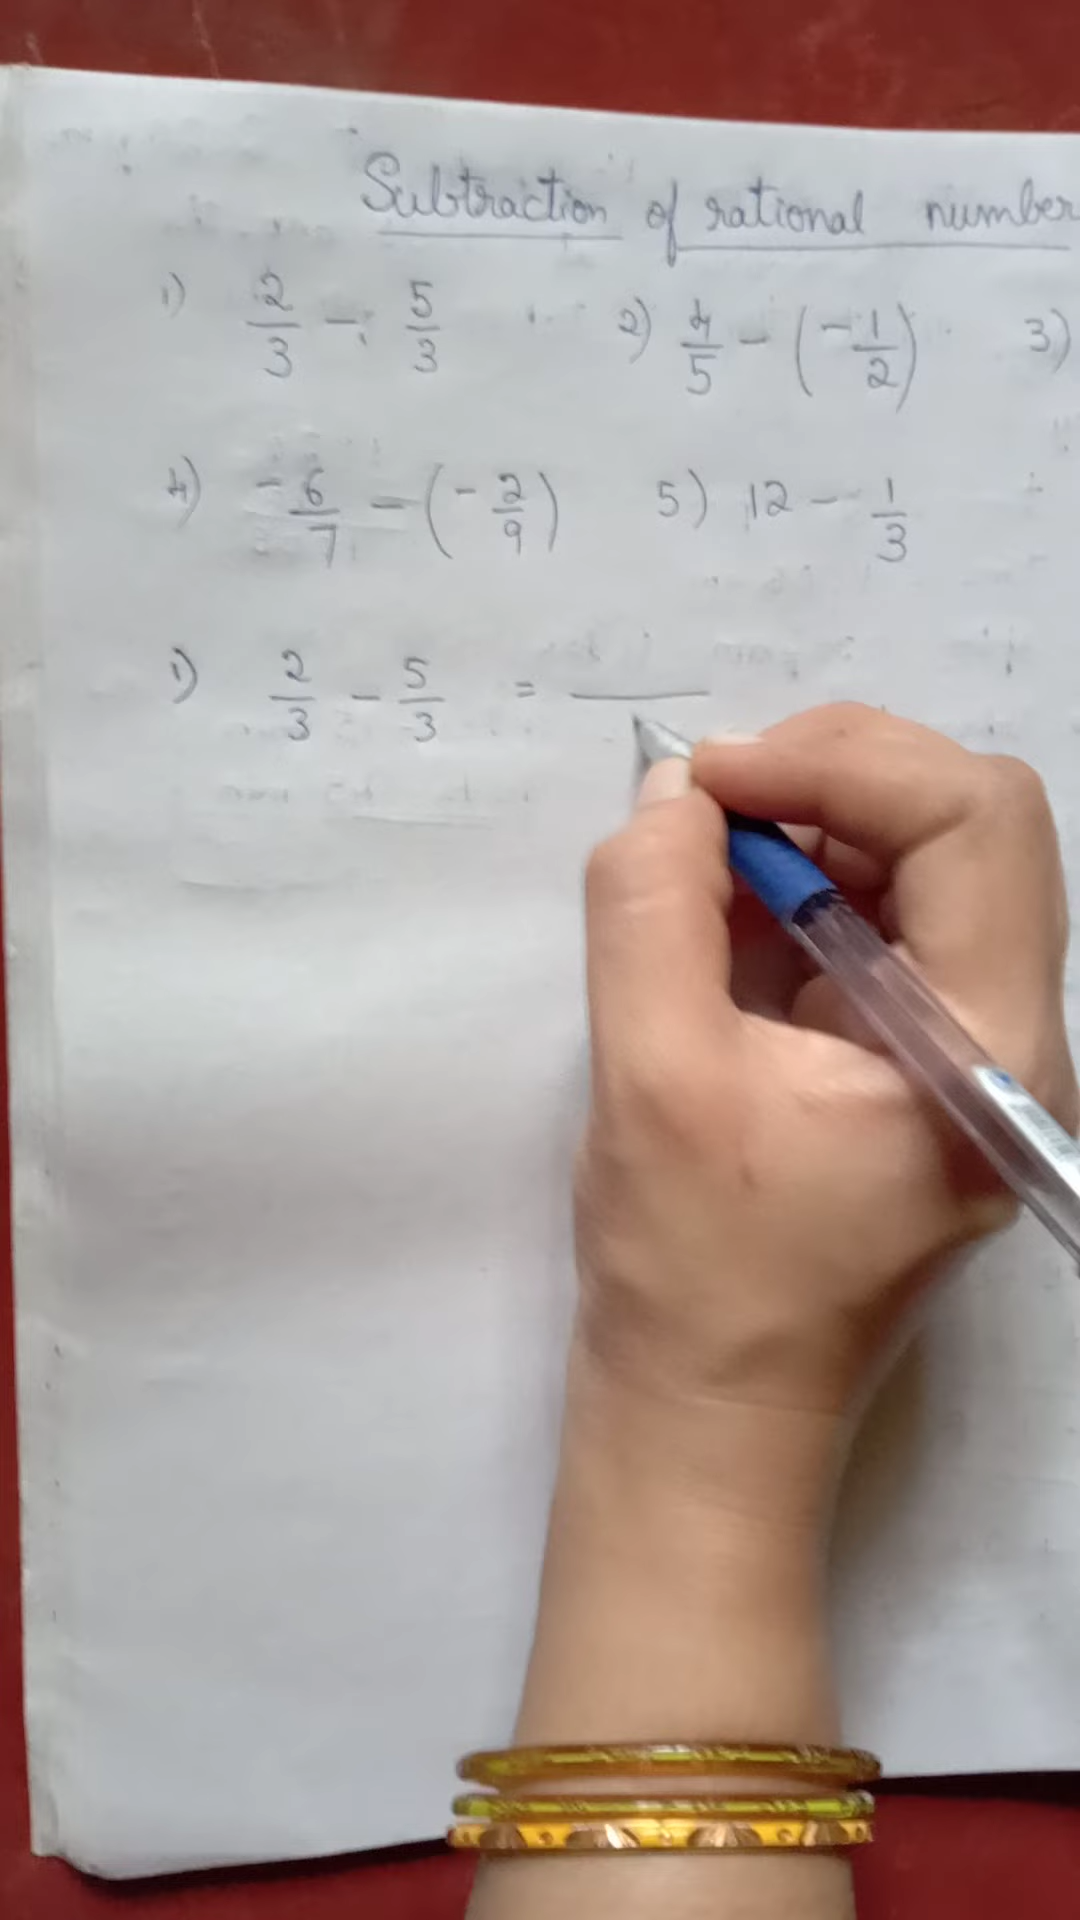 Subtraction of rational number
1) 2/3 - 5/3 2) 4/5 - (-1/2) 3)
4) -6/7 - (-2/9) 5) 12 - 1/3
1) 2/3 - 5/3 =